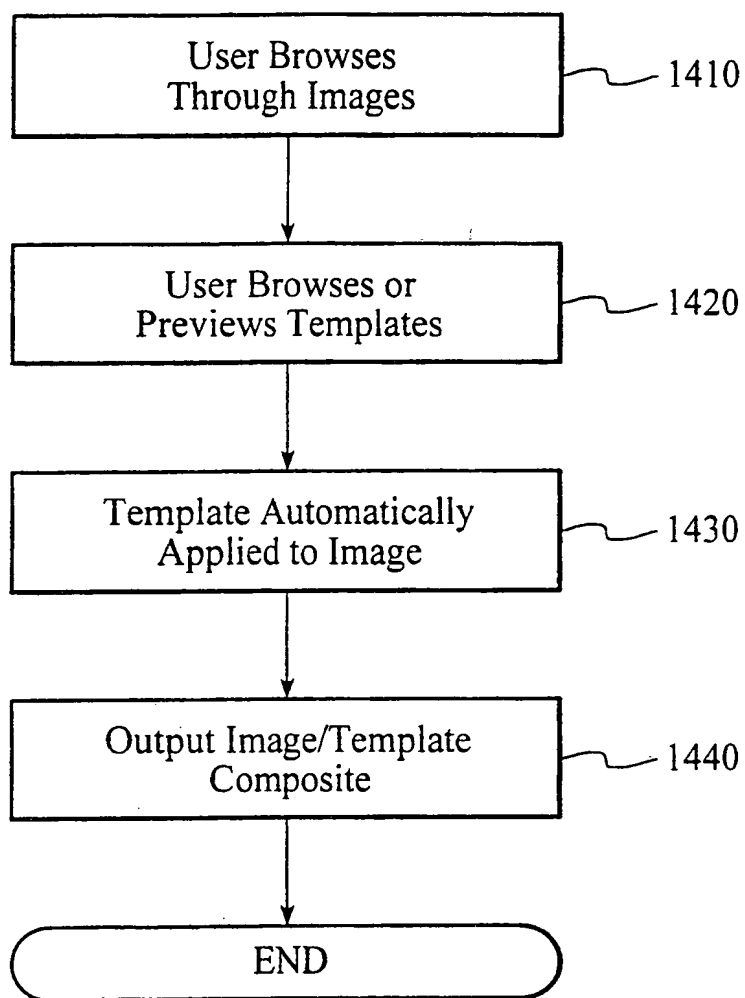 User Browses
Through Images
1410
User Browses or
Previews Templates
1420
Template Automatically
Applied to Image
1430
Output Image/Template
Composite
1440
END